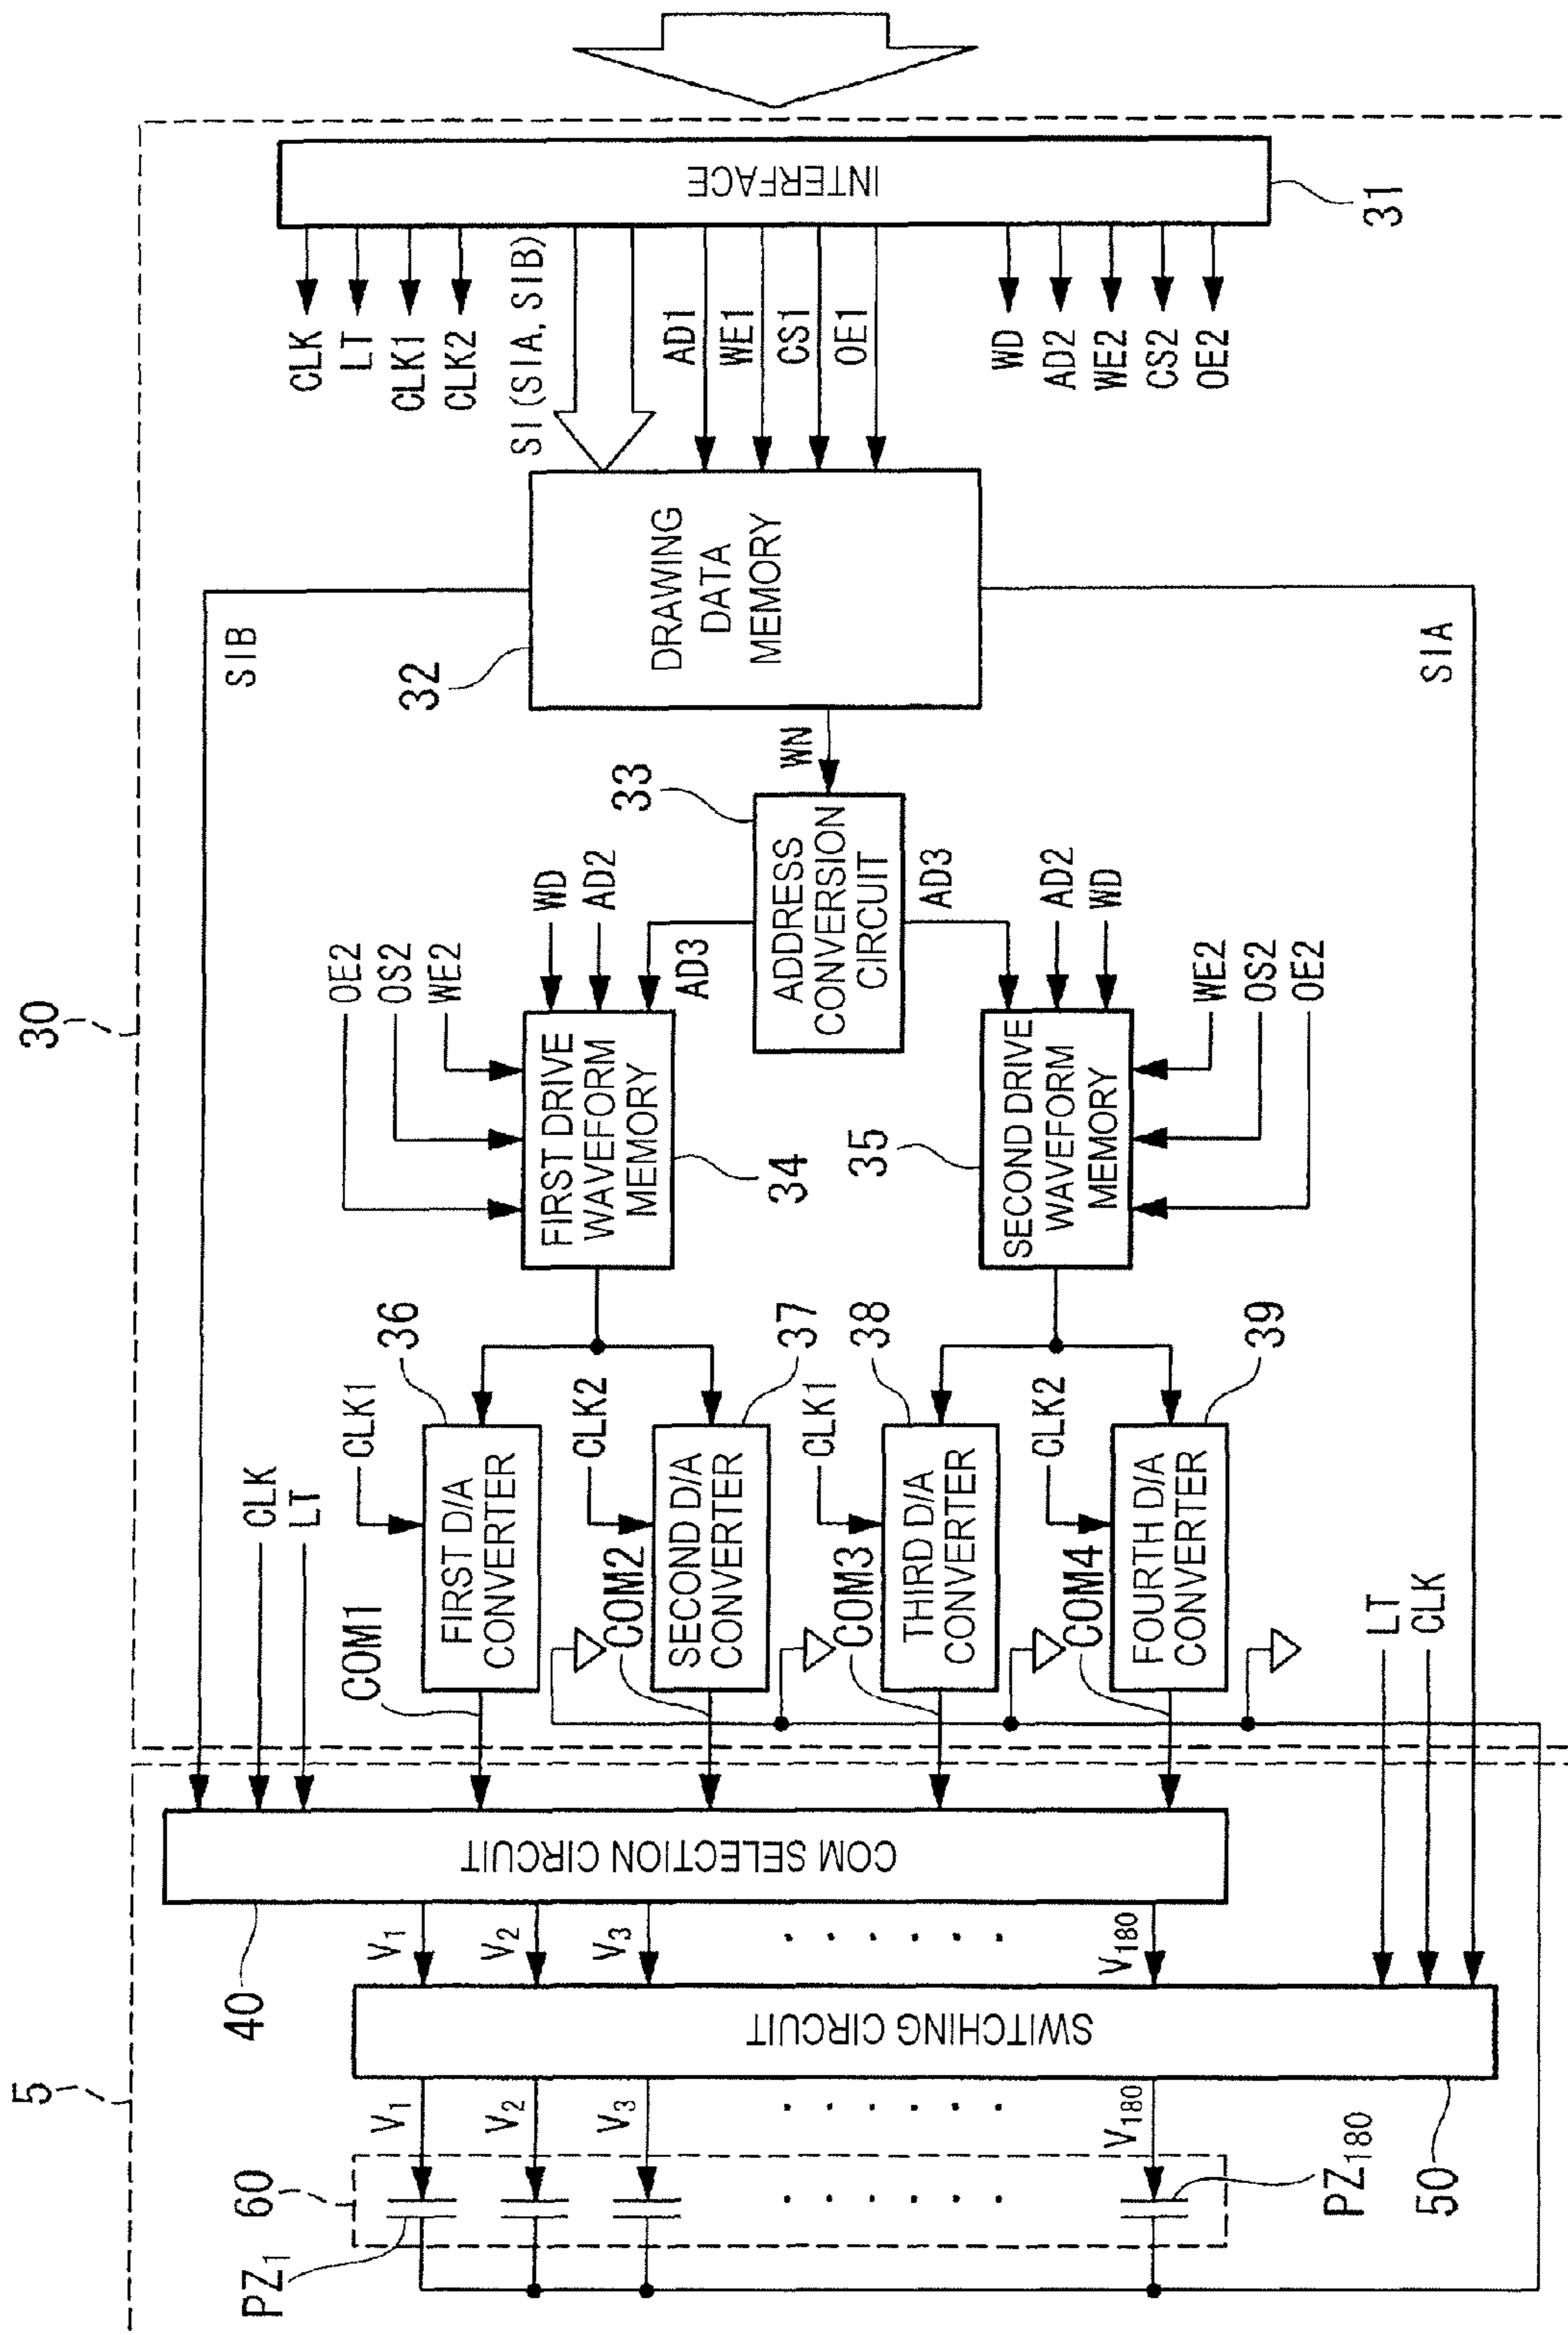 30
INTERFACE
31
CLK
LT
CLK1
CLK2
SI (SIA, SIB)
AD1
WE1
CS1
OE1
WD
AD2
WE2
CS2
OE2
DRAWING
DATA
MEMORY
32
SIB
SIA
WN
33
ADDRESS
CONVERSION
CIRCUIT
AD3
AD3
OE2
OS2
WE2
WD
AD2
FIRST DRIVE
WAVEFORM
MEMORY
34
AD2
WD
WE2
OS2
OE2
SECOND DRIVE
WAVEFORM
MEMORY
35
CLK
LT
CLK1
36
FIRST D/A
CONVERTER
COM1
CLK2
37
SECOND D/A
CONVERTER
COM2
CLK1
38
THIRD D/A
CONVERTER
COM3
CLK2
39
FOURTH D/A
CONVERTER
COM4
LT
CLK
5
COM SELECTION CIRCUIT
40
V1
V2
V3
· · · · · ·
V180
SWITCHING CIRCUIT
50
V1
V2
V3
· · · · · ·
V180
60
PZ1
· · · · · ·
PZ180